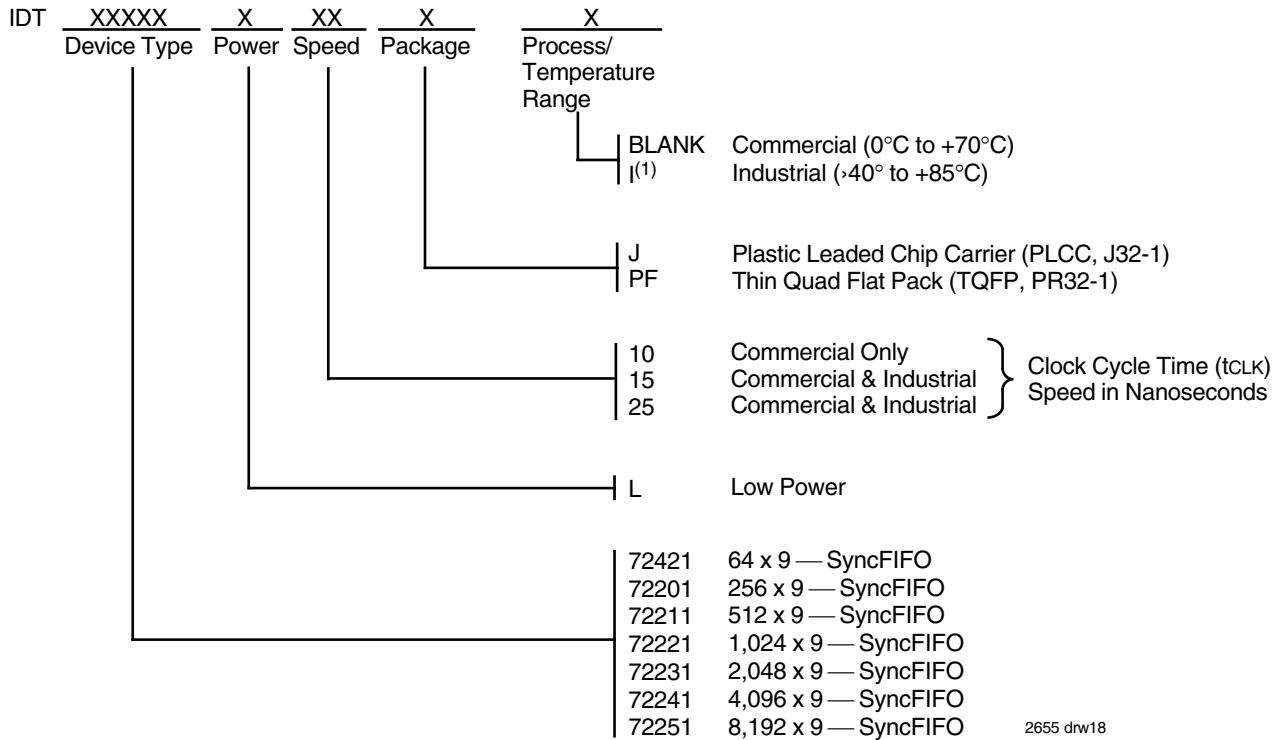 IDT XXXXX X XX X X
Device Type Power Speed Package Process/
Temperature
Range
BLANK Commercial (0°C to +70°C)
I(1) Industrial (›40° to +85°C)
J Plastic Leaded Chip Carrier (PLCC, J32-1)
PF Thin Quad Flat Pack (TQFP, PR32-1)
10 Commercial Only
15 Commercial & Industrial
25 Commercial & Industrial
Clock Cycle Time (tCLK)
Speed in Nanoseconds
L Low Power
72421 64 x 9 — SyncFIFO
72201 256 x 9 — SyncFIFO
72211 512 x 9 — SyncFIFO
72221 1,024 x 9 — SyncFIFO
72231 2,048 x 9 — SyncFIFO
72241 4,096 x 9 — SyncFIFO
72251 8,192 x 9 — SyncFIFO
2655 drw18